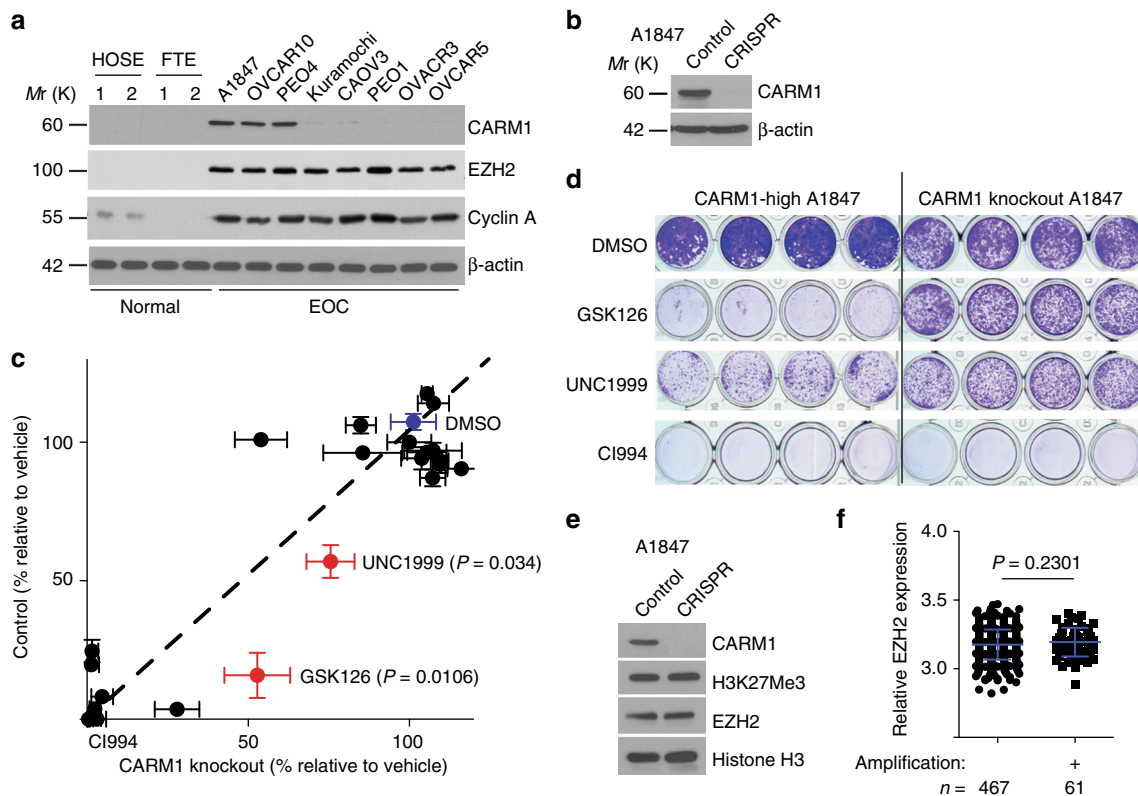 a
HOSE FTE
A1847 OVCAR10 PEO4 Kuramochi CAOV3 PEO1 OVACR3 OVCAR5
Mr (K) 1 2 1 2
60 CARM1
100 EZH2
55 Cyclin A
42 β-actin
Normal EOC
b
A1847 Control CRISPR
Mr (K)
60 CARM1
42 β-actin
c
Control (% relative to vehicle)
100
50
0
DMSO
UNC1999 (P = 0.034)
GSK126 (P = 0.0106)
CI994 50 100
CARM1 knockout (% relative to vehicle)
d
CARM1-high A1847 CARM1 knockout A1847
DMSO
GSK126
UNC1999
CI994
e
A1847
Control CRISPR
CARM1
H3K27Me3
EZH2
Histone H3
f
Relative EZH2 expression
4.0
P = 0.2301
3.5
3.0
Amplification: +
n = 467 61